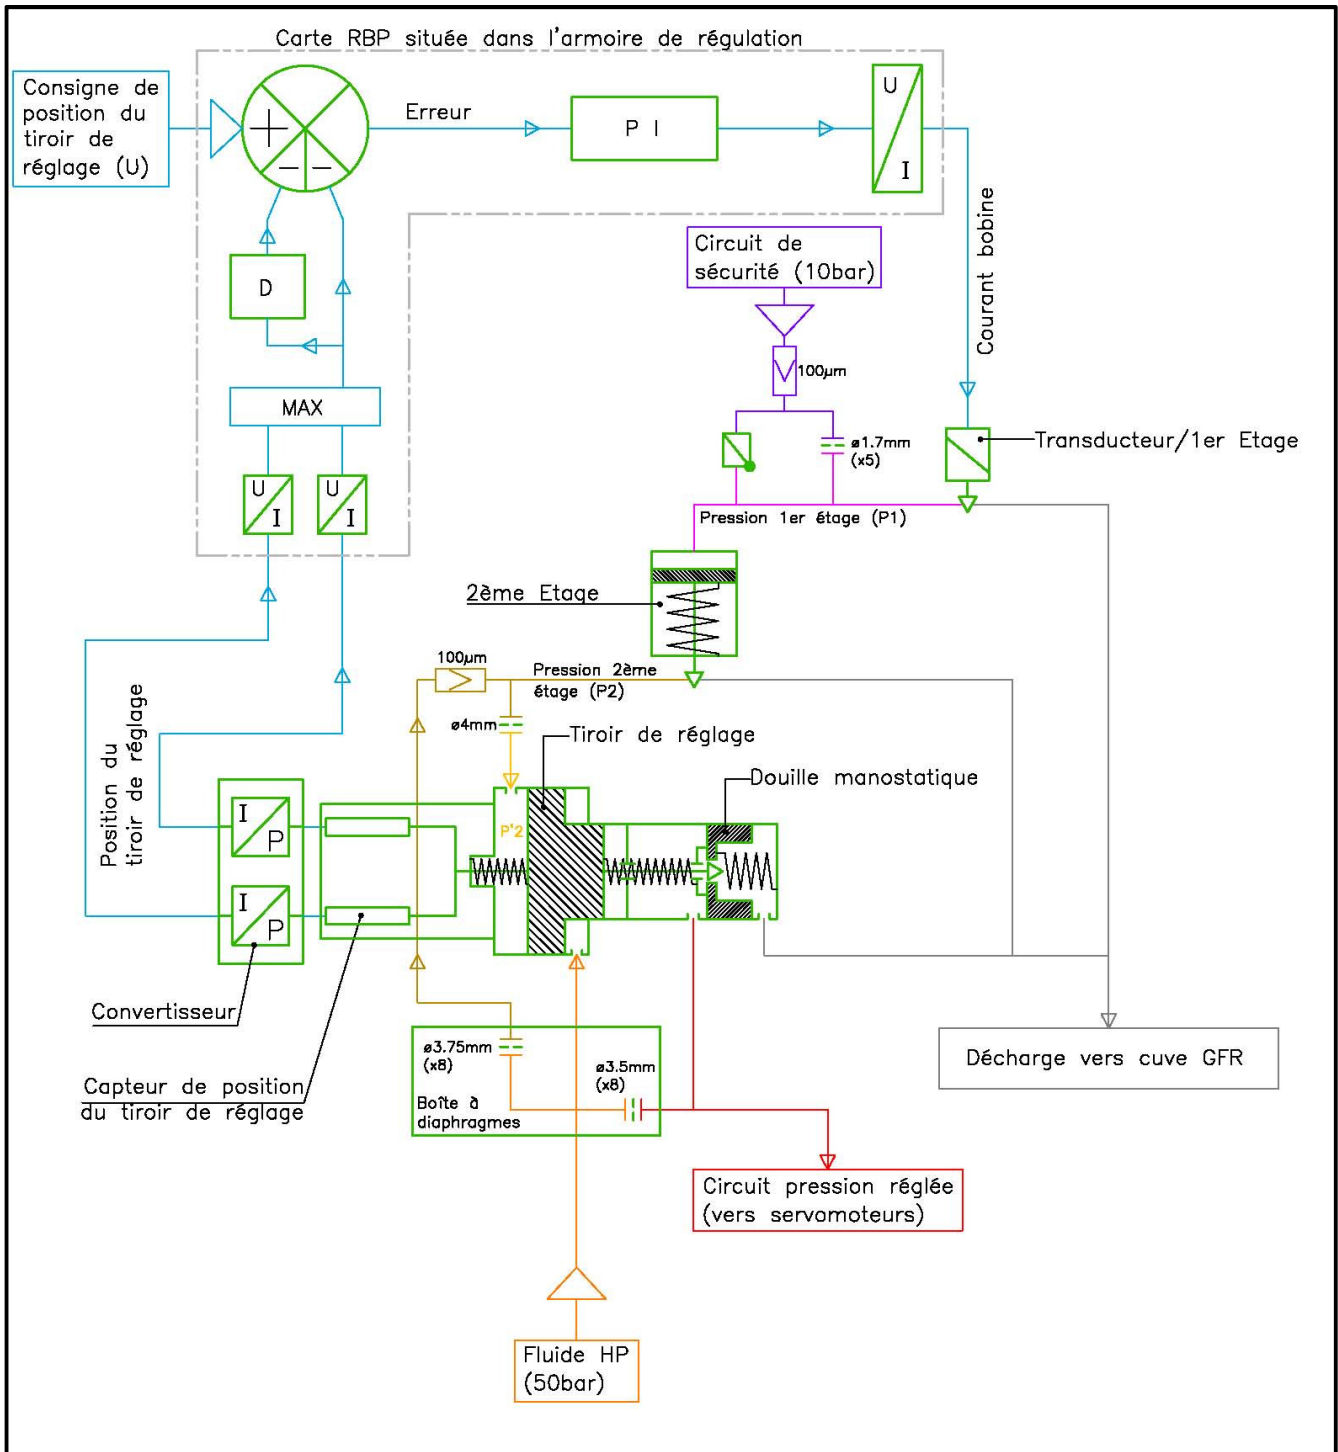 Carte RBP située dans l'armoire de régulation
Consigne de
position du
tiroir de
réglage (U)
+
Erreur
P I
U
I
– –
D
MAX
U
I
U
I
Circuit de
sécurité (10bar)
100µm
ø1.7mm
(x5)
Courant bobine
Transducteur/1er Etage
Pression 1er étage (P1)
2ème Etage
100µm
Pression 2ème
étage (P2)
ø4mm
Tiroir de réglage
Douille manostatique
P'2
Position du
tiroir de réglage
I
P
I
P
Convertisseur
Capteur de position
du tiroir de réglage
ø3.75mm
(x8)
ø3.5mm
(x8)
Boîte à
diaphragmes
Décharge vers cuve GFR
Circuit pression réglée
(vers servomoteurs)
Fluide HP
(50bar)